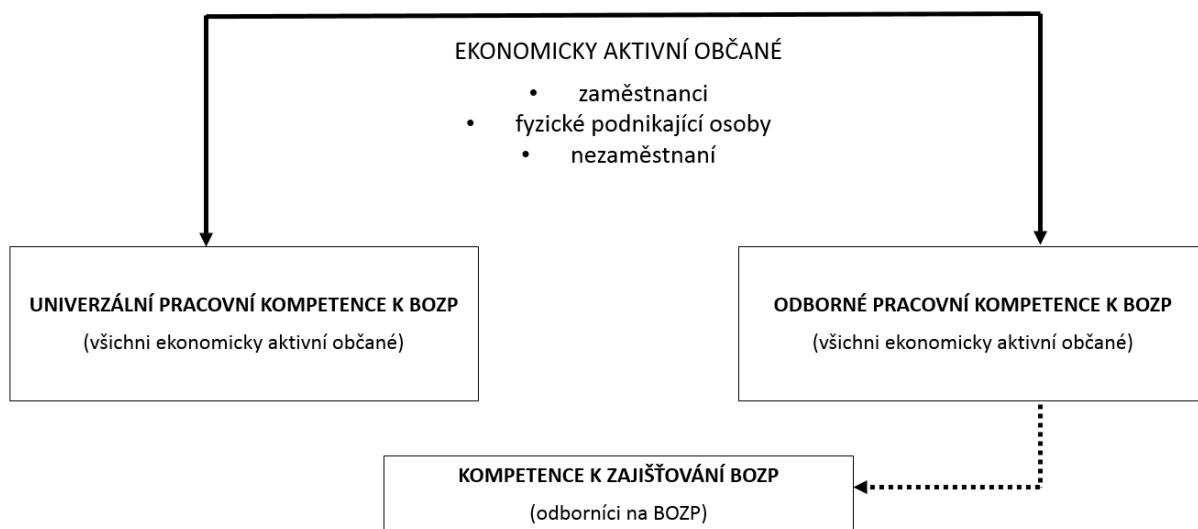 EKONOMICKY AKTIVNÍ OBČANÉ
• zaměstnanci
• fyzické podnikající osoby
• nezaměstnaní
UNIVERZÁLNÍ PRACOVNÍ KOMPETENCE K BOZP
(všichni ekonomicky aktivní občané)
ODBORNÉ PRACOVNÍ KOMPETENCE K BOZP
(všichni ekonomicky aktivní občané)
KOMPETENCE K ZAJIŠŤOVÁNÍ BOZP
(odborníci na BOZP)